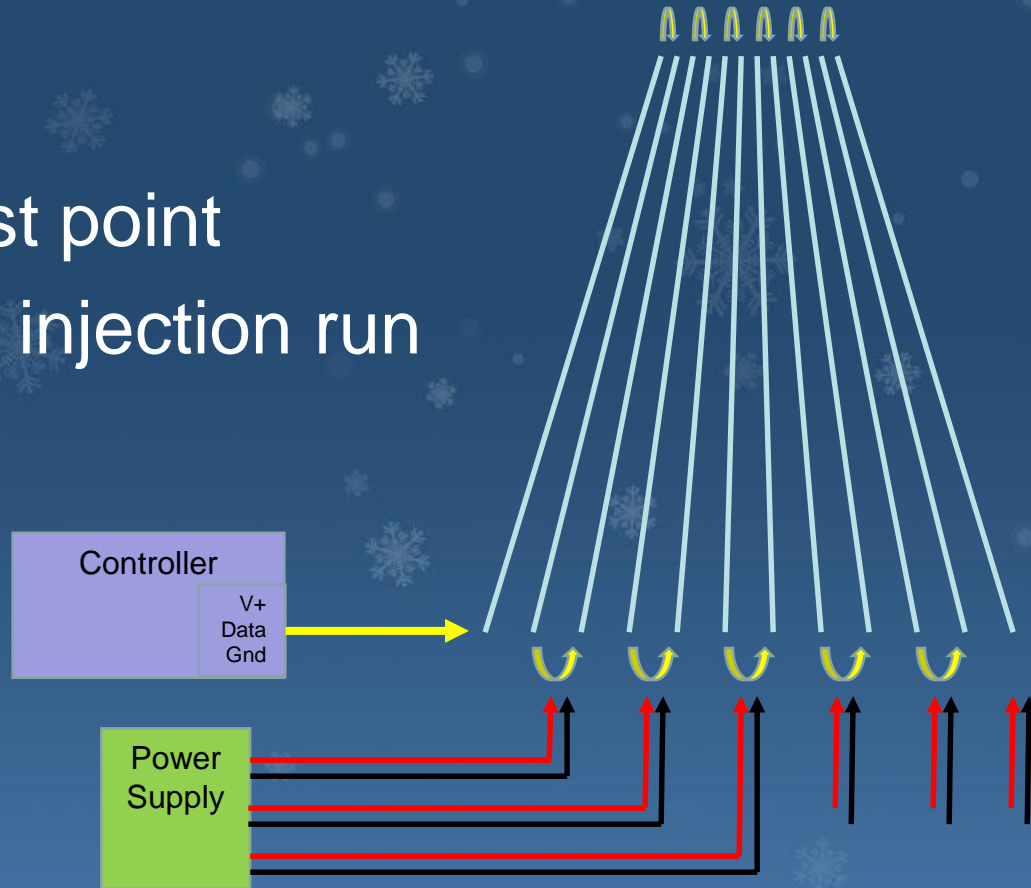 st point
injection run
Controller
V+
Data
Gnd
Power
Supply